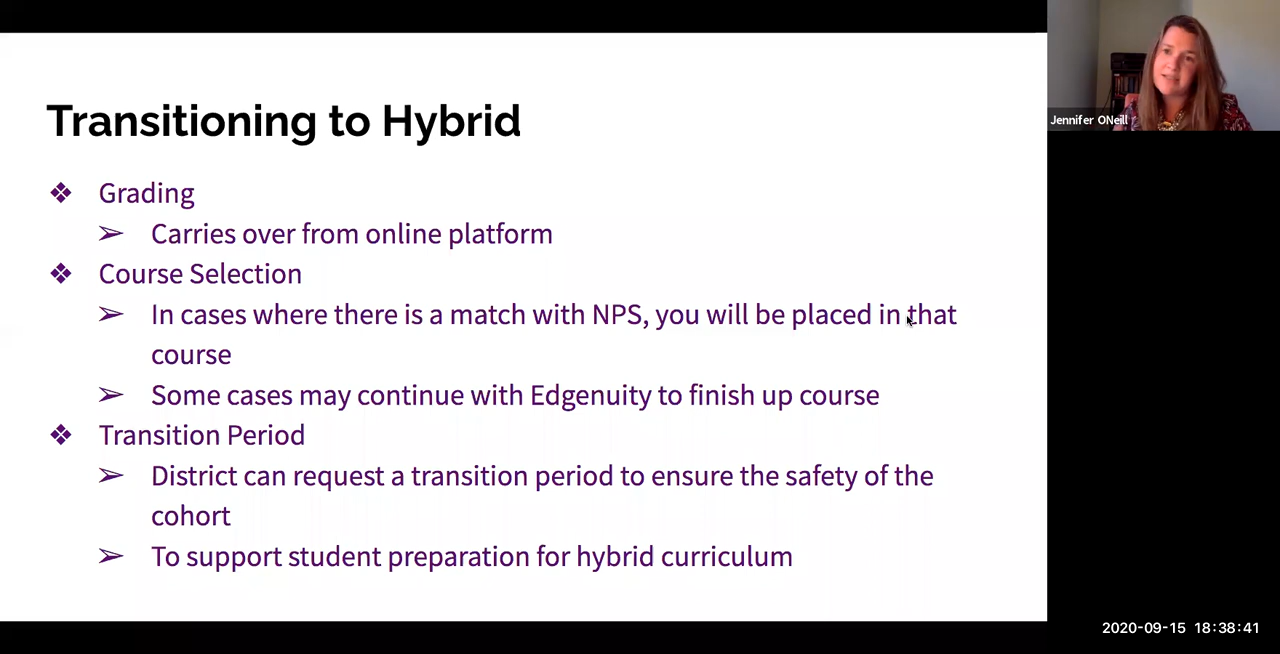 Transitioning to Hybrid
❖ Grading
➢ Carries over from online platform
❖ Course Selection
➢ In cases where there is a match with NPS, you will be placed in that
course
➢ Some cases may continue with Edgenuity to finish up course
❖ Transition Period
➢ District can request a transition period to ensure the safety of the
cohort
➢ To support student preparation for hybrid curriculum
Jennifer ONeill
2020-09-15 18:38:41